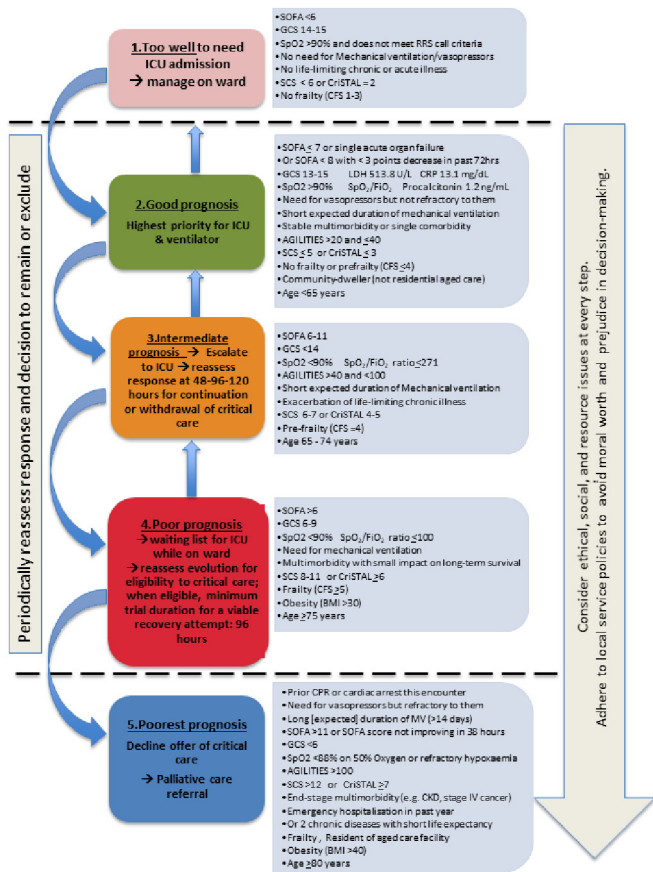 1.Too well to need
ICU admission
→ manage on ward
•SOFA <6
•GCS 14-15
•SpO2 >90% and does not meet RRS call criteria
•No need for Mechanical ventilation/vasopressors
•No life-limiting chronic or acute illness
•SCS < 6 or CriSTAL = 2
•No frailty (CFS 1-3)
Periodically reassess response and decision to remain or exclude
2.Good prognosis
Highest priority for ICU
& ventilator
•SOFA ≤ 7 or single acute organ failure
•Or SOFA < 8 with < 3 points decrease in past 72hrs
•GCS 13-15 LDH 513.8 U/L CRP 13.1 mg/dL
•SpO2 >90% SpO2/FiO2 Procalcitonin 1.2 ng/mL
•Need for vasopressors but not refractory to them
•Short expected duration of mechanical ventilation
•Stable multimorbidity or single comorbidity
•AGILITIES >20 and ≤40
•SCS ≤ 5 or CriSTAL ≤ 3
•No frailty or prefrailty (CFS ≤4)
•Community-dweller (not residential aged care)
•Age <65 years
3.Intermediate
prognosis → Escalate
to ICU → reassess
response at 48-96-120
hours for continuation
or withdrawal of critical
care
•SOFA 6-11
•GCS <14
•SpO2 <90% SpO2/FiO2 ratio ≤271
•AGILITIES >40 and <100
•Short expected duration of Mechanical ventilation
•Exacerbation of life-limiting chronic illness
•SCS 6-7 or CriSTAL 4-5
•Pre-frailty (CFS =4)
•Age 65 - 74 years
4.Poor prognosis
→ waiting list for ICU
while on ward
→ reassess evolution for
eligibility to critical care;
when eligible, minimum
trial duration for a viable
recovery attempt: 96
hours
•SOFA >6
•GCS 6-9
•SpO2 <90% SpO2/FiO2 ratio ≤100
•Need for mechanical ventilation
•Multimorbidity with small impact on long-term survival
•SCS 8-11 or CriSTAL ≥6
•Frailty (CFS ≥5)
•Obesity (BMI >30)
•Age ≥75 years
5.Poorest prognosis
Decline offer of critical
care
→ Palliative care
referral
• Prior CPR or cardiac arrest this encounter
• Need for vasopressors but refractory to them
• Long [expected] duration of MV (>14 days)
• SOFA >11 or SOFA score not improving in 38 hours
• GCS <6
• SpO2 <88% on 50% Oxygen or refractory hypoxaemia
• AGILITIES >100
• SCS >12 or CriSTAL ≥7
• End-stage multimorbidity (e.g. CKD, stage IV cancer)
• Emergency hospitalisation in past year
• Or 2 chronic diseases with short life expectancy
• Frailty , Resident of aged care facility
• Obesity (BMI >40)
• Age ≥80 years
Consider ethical, social, and resource issues at every step.
Adhere to local service policies to avoid moral worth and prejudice in decision-making.